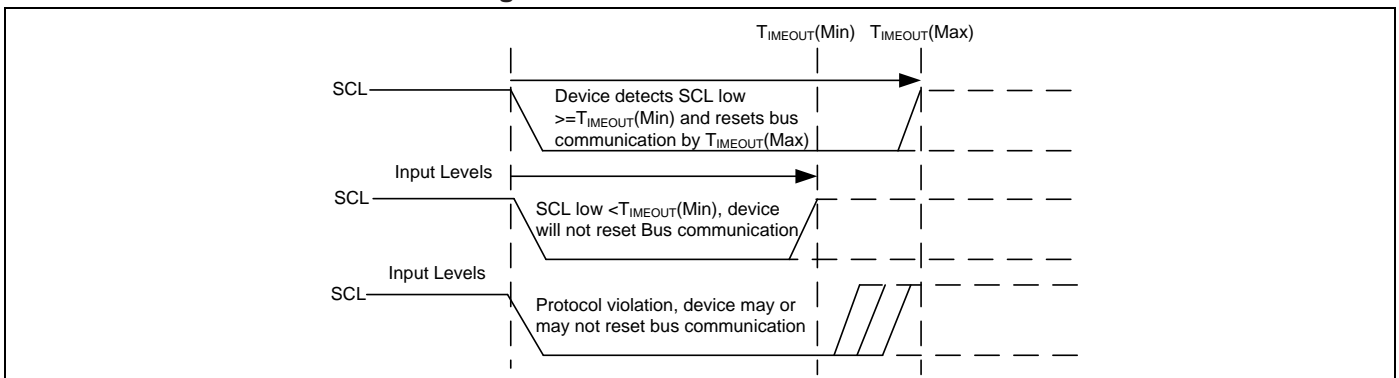 TIMEOUT(Min) TIMEOUT(Max)
SCL
Device detects SCL low
>=TIMEOUT(Min) and resets bus
communication by TIMEOUT(Max)
Input Levels
SCL
SCL low <TIMEOUT(Min), device
will not reset Bus communication
Input Levels
SCL
Protocol violation, device may or
may not reset bus communication